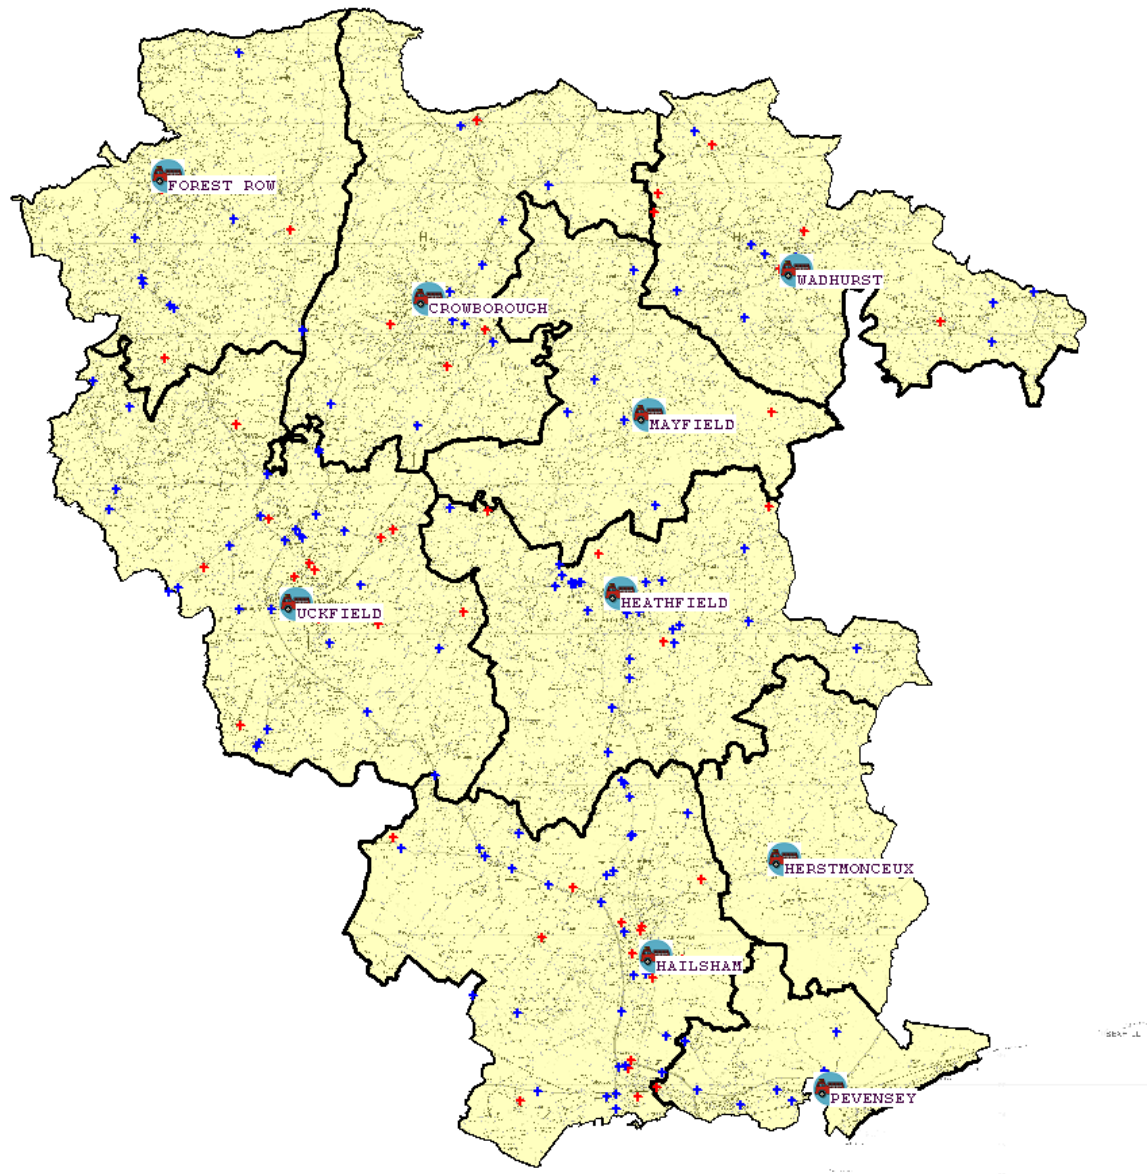 FOREST ROW
WADHURST
CROWBOROUGH
MAYFIELD
HEATHFIELD
UCKFIELD
HERSTMONCEUX
HAILSHAM
PEVENSEY